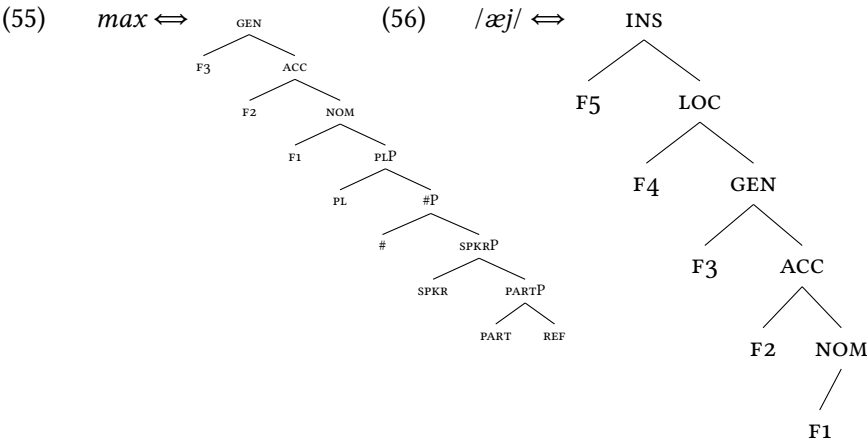 (55) max ⇔ GEN
F3 ACC
F2 NOM
F1 PLP
PL #P
# SPKRP
SPKR PARTP
PART REF
(56) /æj/ ⇔ INS
F5 LOC
F4 GEN
F3 ACC
F2 NOM
F1